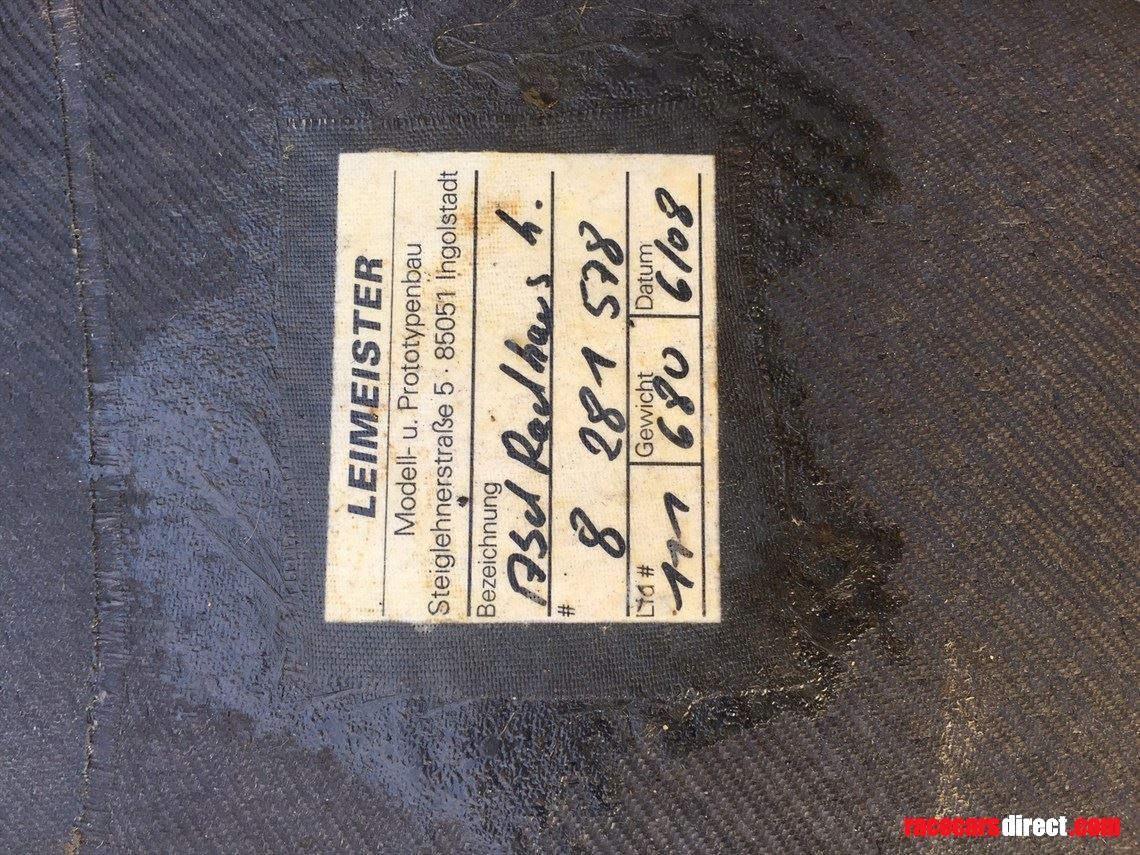 LEIMEISTER
Modell- u. Prototypenbau
Steiglehnerstraße 5 · 85051 Ingolstadt
Bezeichnung
Radhaus h.
# 8 281 578
Lfd # Gewicht Datum
111 680 6/08
racecarsdirect.com